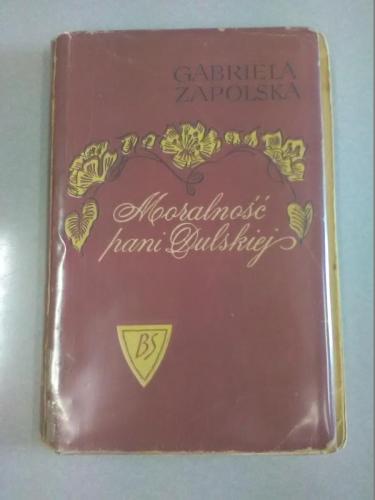 GABRIELA
ZAPOLSKA
Moralność
pani Dulskiej
BS